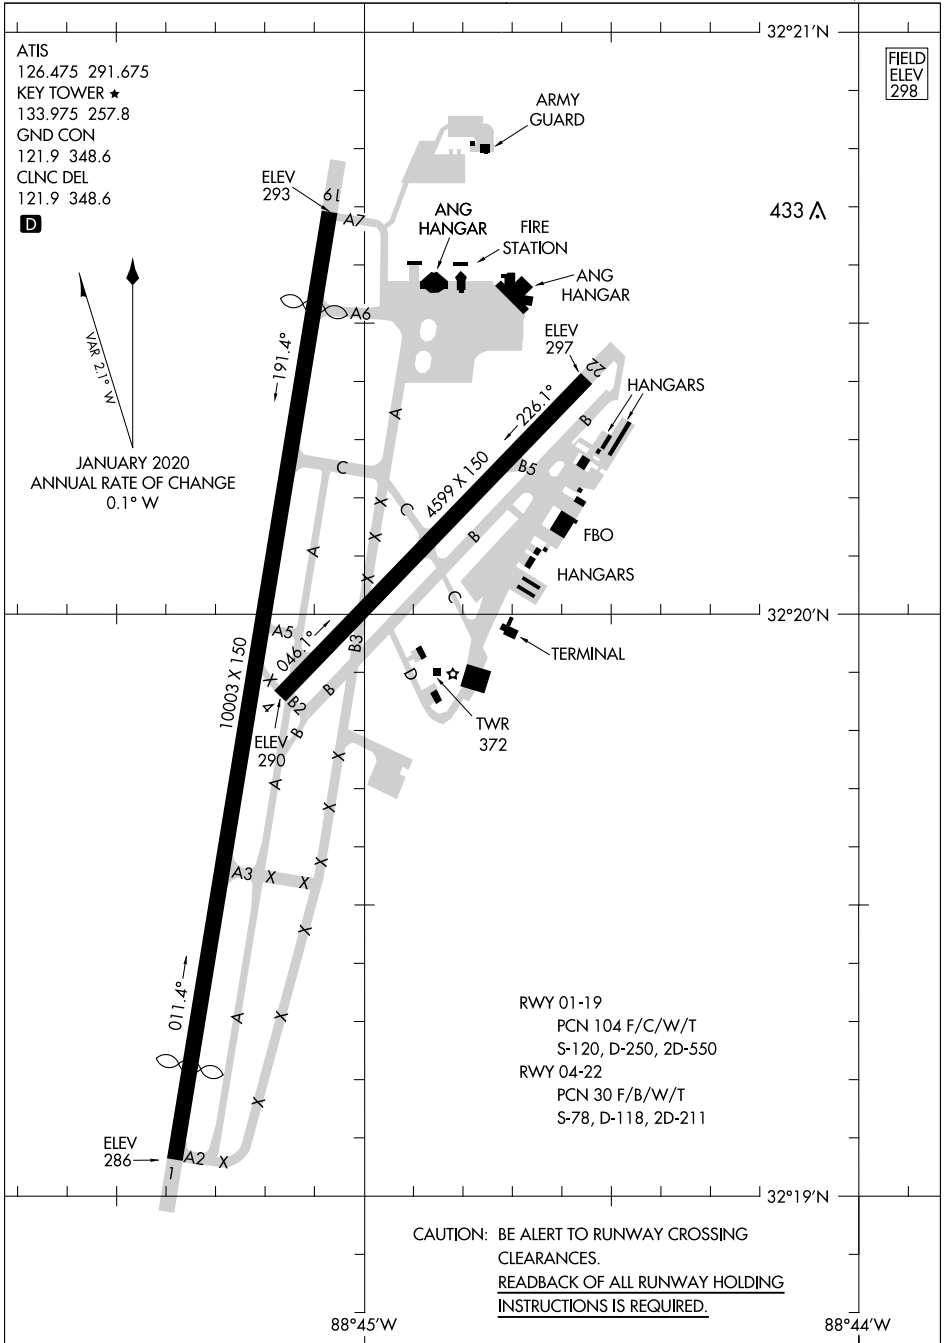 ATIS
126.475 291.675
KEY TOWER ★
133.975 257.8
GND CON
121.9 348.6
CLNC DEL
121.9 348.6
D
32°21'N
FIELD
ELEV
298
ARMY
GUARD
ELEV
293
19
A7
ANG
HANGAR
FIRE
STATION
433
ANG
HANGAR
A6
VAR 2.1° W
191.4°
ELEV
297
22
HANGARS
226.1°
A
B
JANUARY 2020
ANNUAL RATE OF CHANGE
0.1° W
C
B5
4599 X 150
X
C
A
X
B
FBO
X
HANGARS
C
32°20'N
A5
046.1°
B3
TERMINAL
10003 X 150
X
D
B
4
B2
B
TWR
372
ELEV
290
X
A
X
X
A3
X
X
X
011.4°
A
X
RWY 01-19
PCN 104 F/C/W/T
S-120, D-250, 2D-550
RWY 04-22
PCN 30 F/B/W/T
S-78, D-118, 2D-211
X
ELEV
286
A2
X
1
32°19'N
CAUTION: BE ALERT TO RUNWAY CROSSING
CLEARANCES.
READBACK OF ALL RUNWAY HOLDING
INSTRUCTIONS IS REQUIRED.
88°45'W
88°44'W